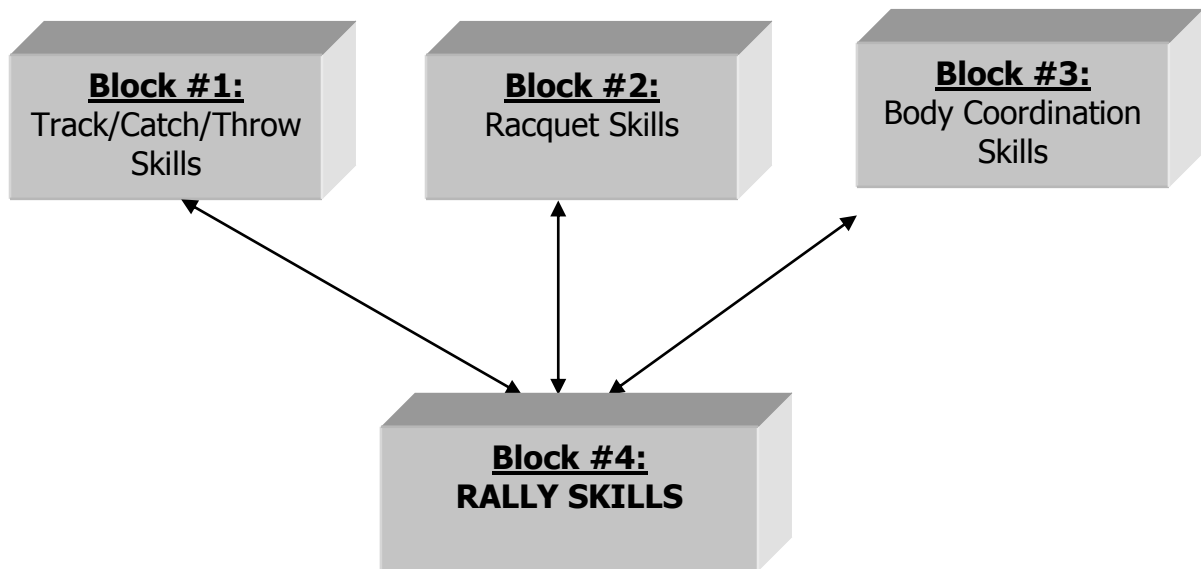 Block #1:
Track/Catch/Throw
Skills
Block #2:
Racquet Skills
Block #3:
Body Coordination
Skills
Block #4:
RALLY SKILLS